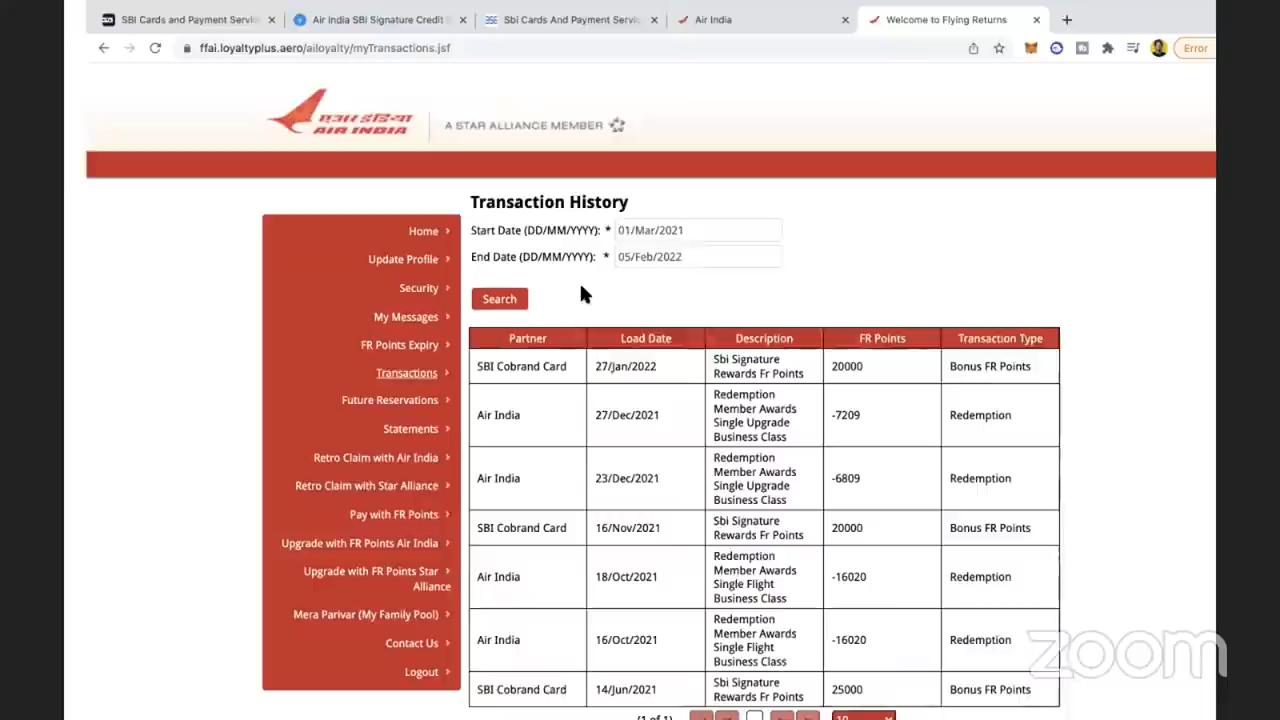 SBI Cards and Payment Servic
Air india SBI Signature Credit
Sbi Cards And Payment Servic
Air India
Welcome to Flying Returns
ffai.loyaltyplus.aero/ailoyalty/myTransactions.jsf
Error
एअर इंडिया
AIR INDIA
A STAR ALLIANCE MEMBER
Home
Update Profile
Security
My Messages
FR Points Expiry
Transactions
Future Reservations
Statements
Retro Claim with Air India
Retro Claim with Star Alliance
Pay with FR Points
Upgrade with FR Points Air India
Upgrade with FR Points Star
Alliance
Mera Parivar (My Family Pool)
Contact Us
Logout
Transaction History
Start Date (DD/MM/YYYY): * 01/Mar/2021
End Date (DD/MM/YYYY): * 05/Feb/2022
Search
Partner Load Date Description FR Points Transaction Type
SBI Cobrand Card 27/Jan/2022 Sbi Signature
Rewards Fr Points 20000 Bonus FR Points
Air India 27/Dec/2021 Redemption
Member Awards
Single Upgrade
Business Class -7209 Redemption
Air India 23/Dec/2021 Redemption
Member Awards
Single Upgrade
Business Class -6809 Redemption
SBI Cobrand Card 16/Nov/2021 Sbi Signature
Rewards Fr Points 20000 Bonus FR Points
Air India 18/Oct/2021 Redemption
Member Awards
Single Flight
Business Class -16020 Redemption
Air India 16/Oct/2021 Redemption
Member Awards
Single Flight
Business Class -16020 Redemption
SBI Cobrand Card 14/Jun/2021 Sbi Signature
Rewards Fr Points 25000 Bonus FR Points
(1 of 1) 10
zoom